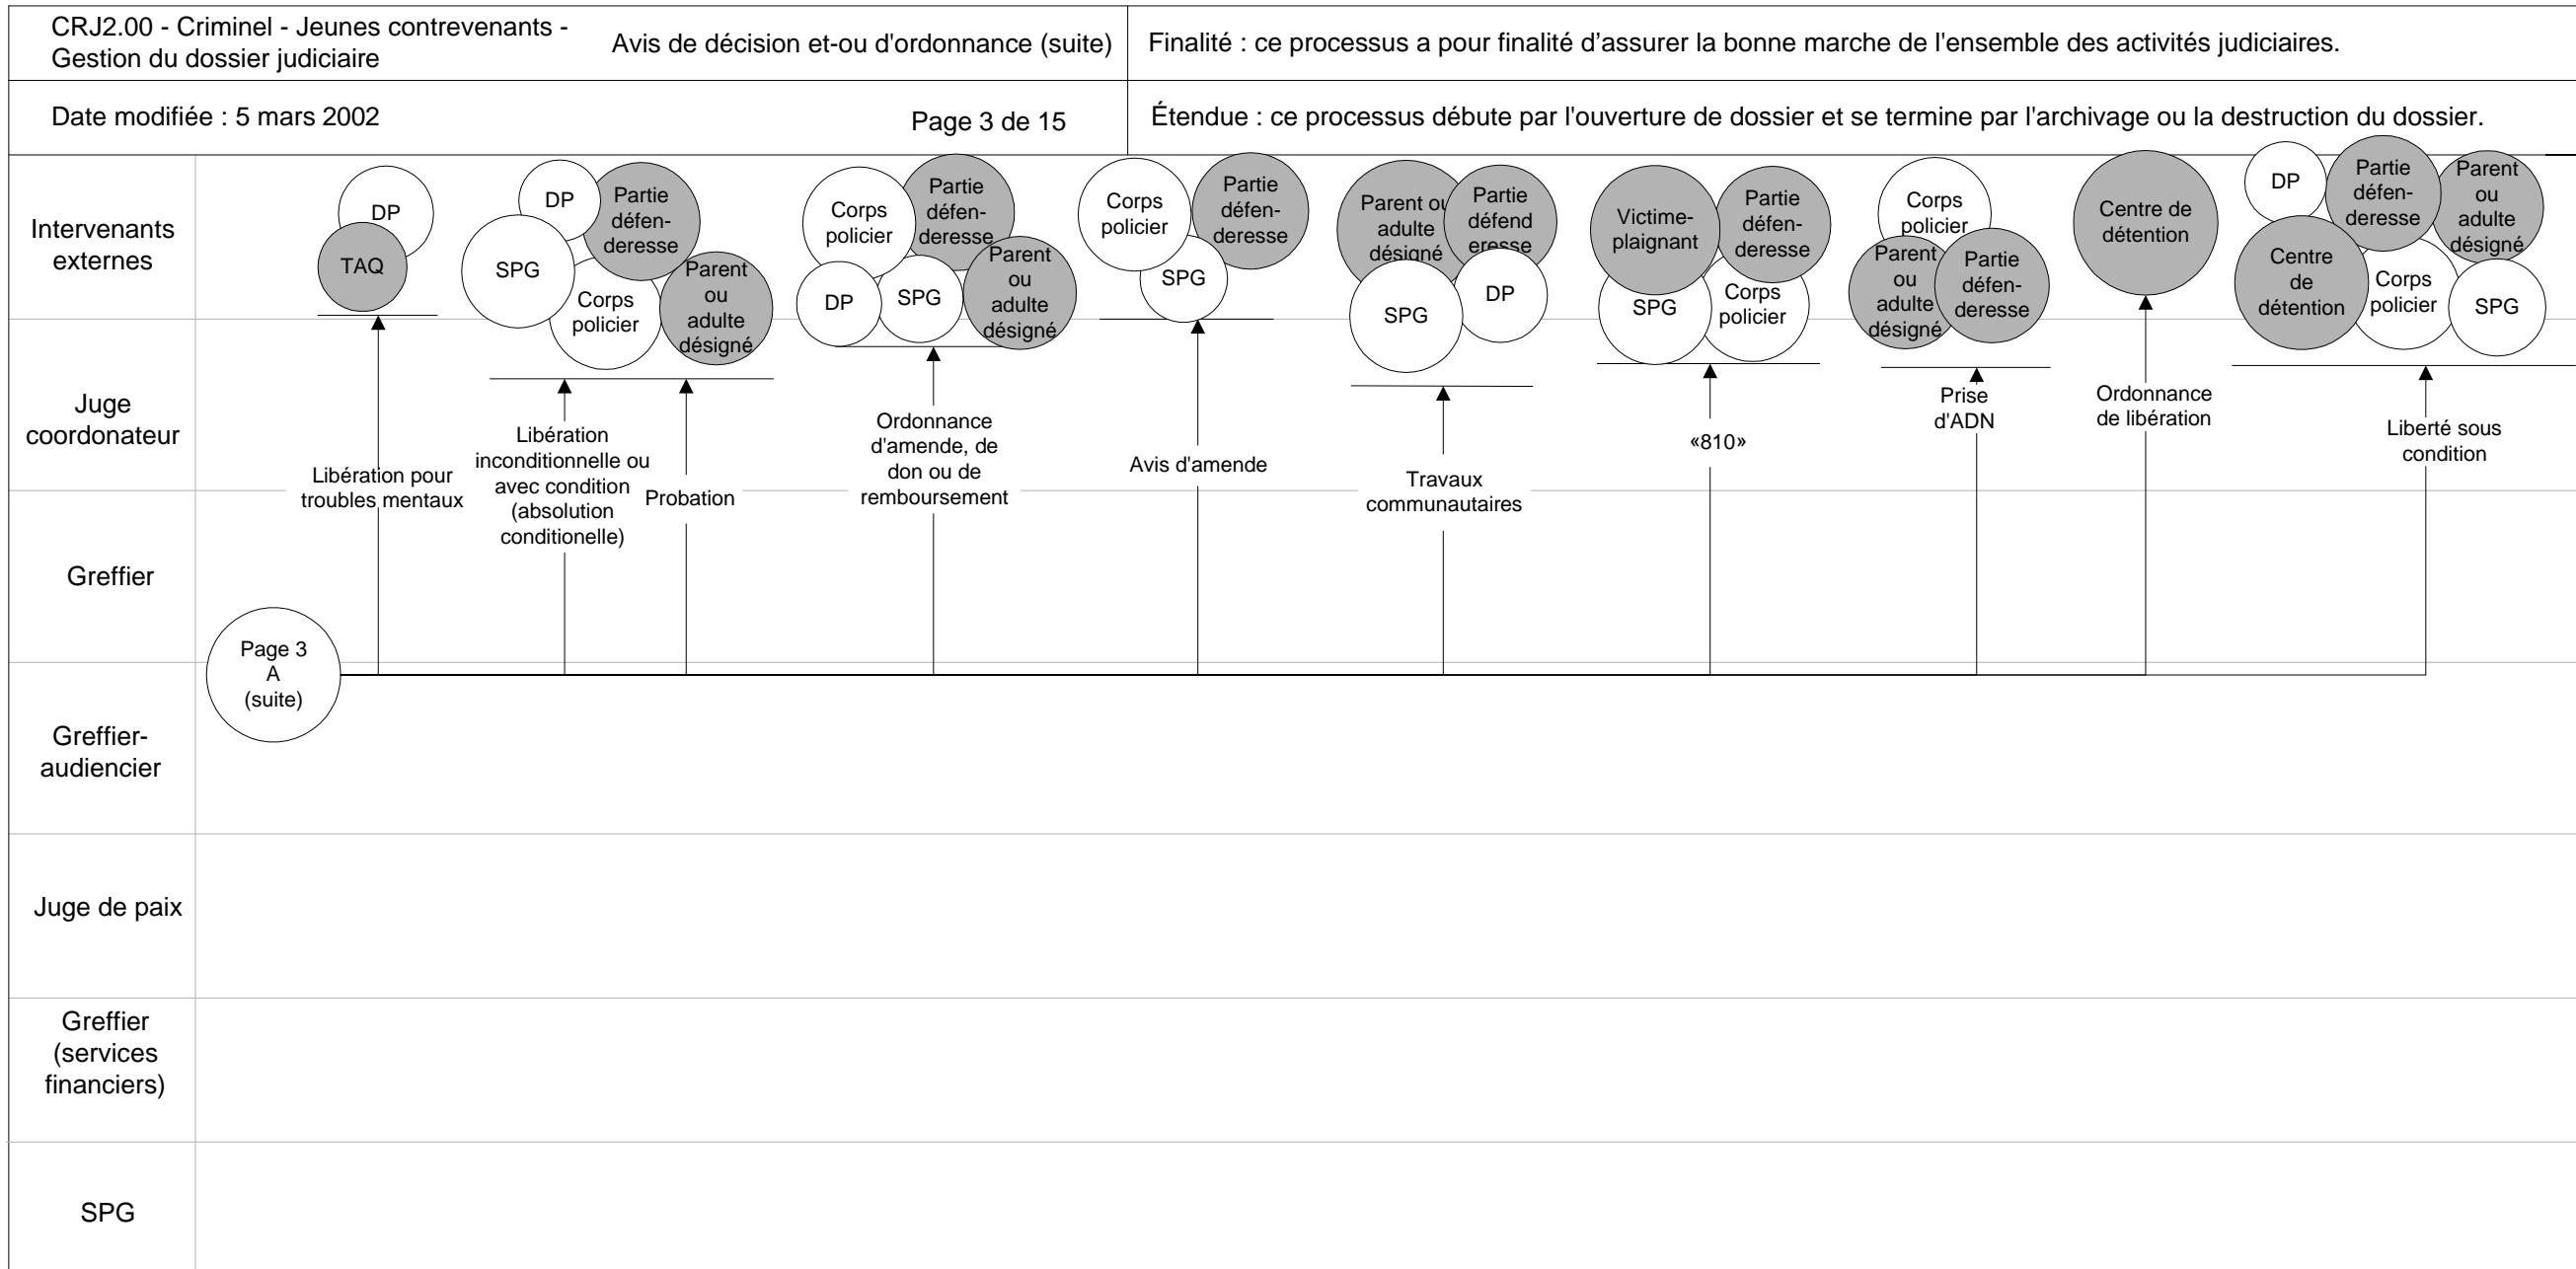 CRJ2.00 - Criminel - Jeunes contrevenants -
Gestion du dossier judiciaire
Avis de décision et-ou d'ordonnance (suite)
Finalité : ce processus a pour finalité d'assurer la bonne marche de l'ensemble des activités judiciaires.
Date modifiée : 5 mars 2002
Page 3 de 15
Étendue : ce processus débute par l'ouverture de dossier et se termine par l'archivage ou la destruction du dossier.
Intervenants
externes
DP
TAQ
DP
Partie
défen-
deresse
SPG
Corps
policier
Parent
ou
adulte
désigné
Corps
policier
Partie
défen-
deresse
DP
SPG
Parent
ou
adulte
désigné
Corps
policier
Partie
défen-
deresse
SPG
Parent ou
adulte
désigné
Partie
défend
eresse
SPG
DP
Victime-
plaignant
Partie
défen-
deresse
SPG
Corps
policier
Corps
policier
Parent
ou
adulte
désigné
Partie
défen-
deresse
Centre de
détention
DP
Partie
défen-
deresse
Parent
ou
adulte
désigné
Centre
de
détention
Corps
policier
SPG
Juge
coordonateur
Libération pour
troubles mentaux
Libération
inconditionnelle ou
avec condition
(absolution
conditionelle)
Probation
Ordonnance
d'amende, de
don ou de
remboursement
Avis d'amende
Travaux
communautaires
«810»
Prise
d'ADN
Ordonnance
de libération
Liberté sous
condition
Greffier
Page 3
A
(suite)
Greffier-
audiencier
Juge de paix
Greffier
(services
financiers)
SPG